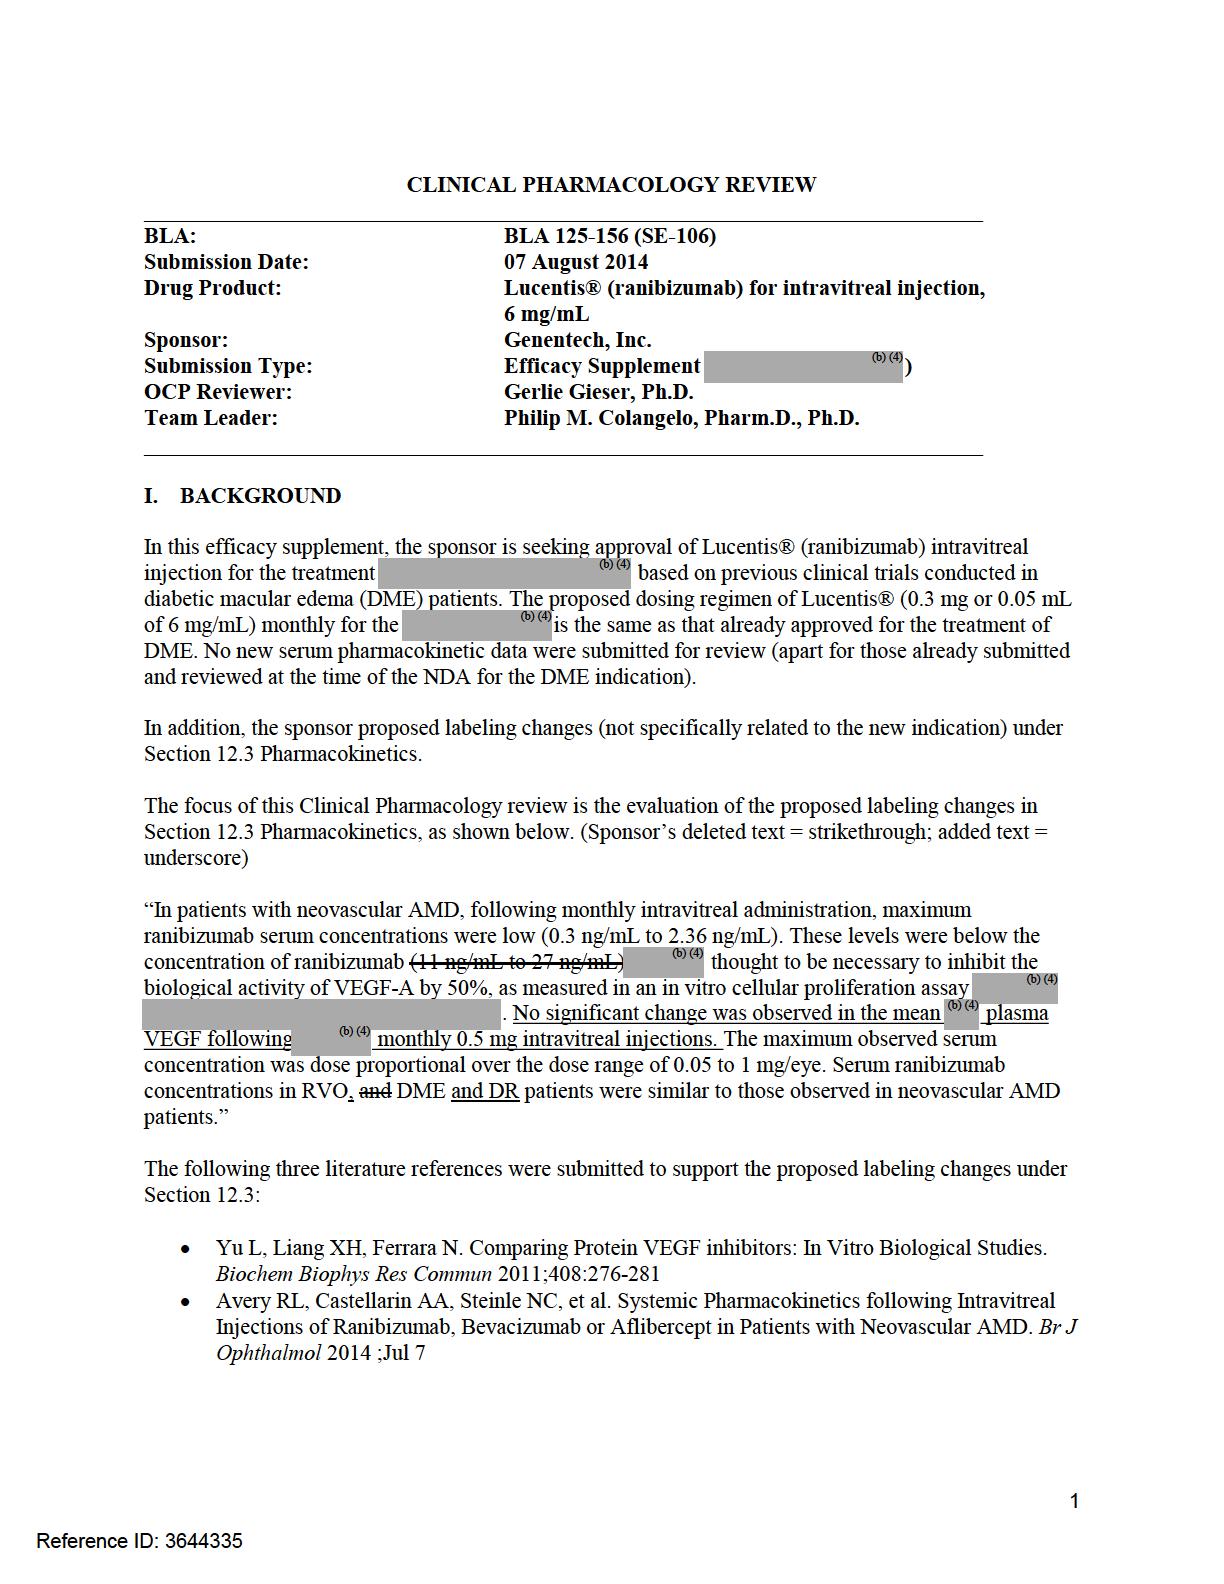 CLINICAL PHARMACOLOGY REVIEW
BLA: BLA 125-156 (SE-106)
Submission Date: 07 August 2014
Drug Product: Lucentis® (ranibizumab) for intravitreal injection,
6 mg/mL
Sponsor: Genentech, Inc.
Submission Type: Efficacy Supplement (b) (4))
OCP Reviewer: Gerlie Gieser, Ph.D.
Team Leader: Philip M. Colangelo, Pharm.D., Ph.D.
I. BACKGROUND
In this efficacy supplement, the sponsor is seeking approval of Lucentis® (ranibizumab) intravitreal
injection for the treatment (b) (4) based on previous clinical trials conducted in
diabetic macular edema (DME) patients. The proposed dosing regimen of Lucentis® (0.3 mg or 0.05 mL
of 6 mg/mL) monthly for the (b) (4) is the same as that already approved for the treatment of
DME. No new serum pharmacokinetic data were submitted for review (apart for those already submitted
and reviewed at the time of the NDA for the DME indication).
In addition, the sponsor proposed labeling changes (not specifically related to the new indication) under
Section 12.3 Pharmacokinetics.
The focus of this Clinical Pharmacology review is the evaluation of the proposed labeling changes in
Section 12.3 Pharmacokinetics, as shown below. (Sponsor’s deleted text = strikethrough; added text =
underscore)
“In patients with neovascular AMD, following monthly intravitreal administration, maximum
ranibizumab serum concentrations were low (0.3 ng/mL to 2.36 ng/mL). These levels were below the
concentration of ranibizumab (11 ng/mL to 27 ng/mL) (b) (4) thought to be necessary to inhibit the
biological activity of VEGF-A by 50%, as measured in an in vitro cellular proliferation assay (b) (4)
. No significant change was observed in the mean (b) (4) plasma
VEGF following (b) (4) monthly 0.5 mg intravitreal injections. The maximum observed serum
concentration was dose proportional over the dose range of 0.05 to 1 mg/eye. Serum ranibizumab
concentrations in RVO, and DME and DR patients were similar to those observed in neovascular AMD
patients.”
The following three literature references were submitted to support the proposed labeling changes under
Section 12.3:
• Yu L, Liang XH, Ferrara N. Comparing Protein VEGF inhibitors: In Vitro Biological Studies.
Biochem Biophys Res Commun 2011;408:276-281
• Avery RL, Castellarin AA, Steinle NC, et al. Systemic Pharmacokinetics following Intravitreal
Injections of Ranibizumab, Bevacizumab or Aflibercept in Patients with Neovascular AMD. Br J
Ophthalmol 2014 ;Jul 7
1
Reference ID: 3644335